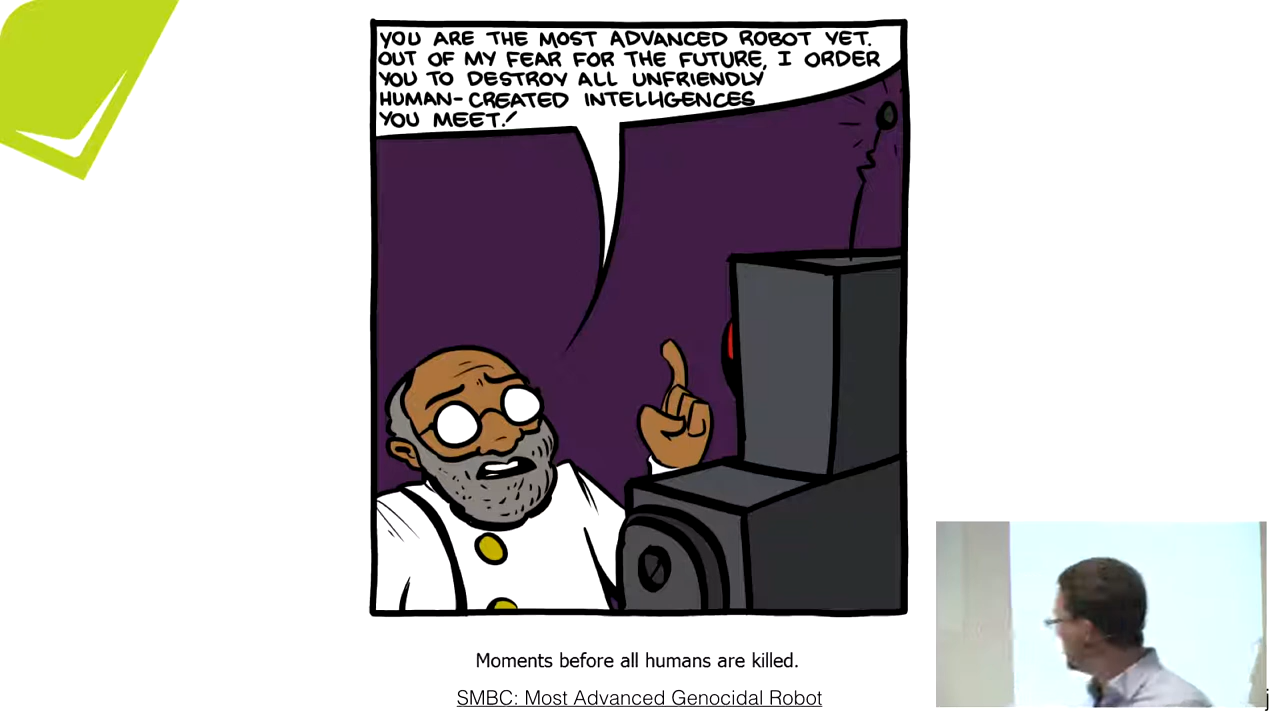 YOU ARE THE MOST ADVANCED ROBOT YET.
OUT OF MY FEAR FOR THE FUTURE, I ORDER
YOU TO DESTROY ALL UNFRIENDLY
HUMAN-CREATED INTELLIGENCES
YOU MEET!
Moments before all humans are killed.
SMBC: Most Advanced Genocidal Robot
j